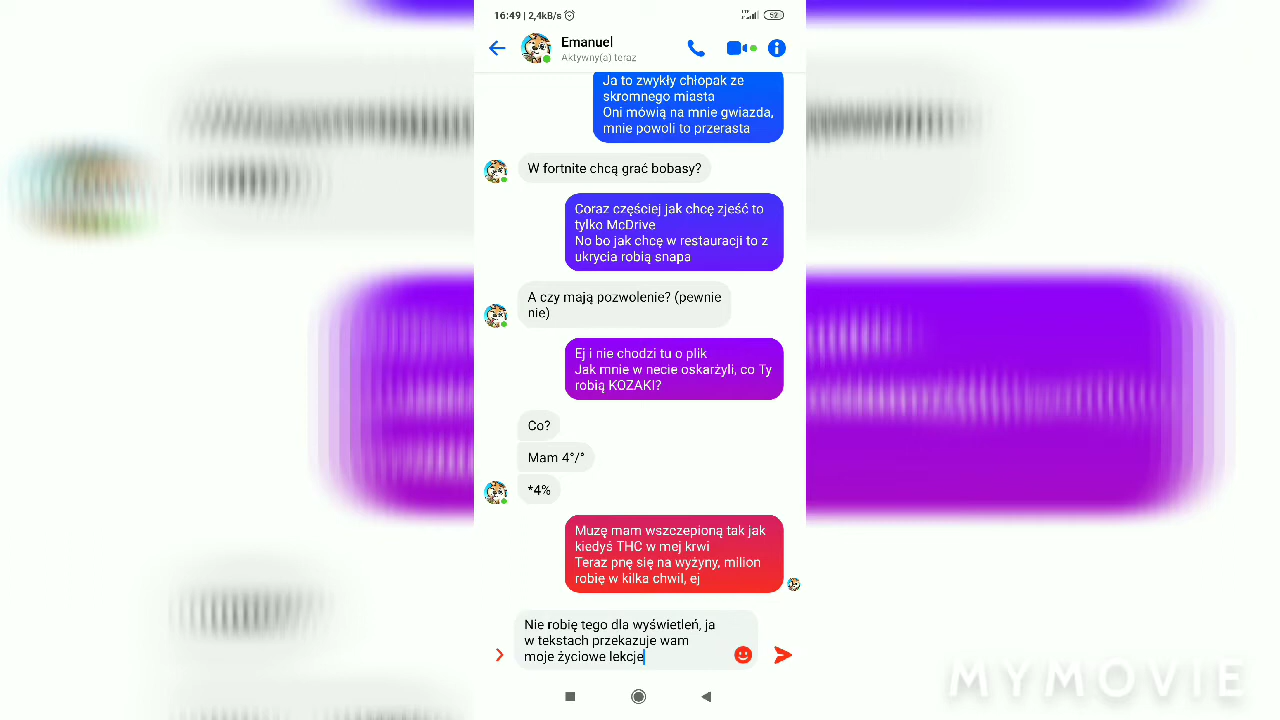 16:49 | 2,4kB/s
52
Emanuel
Aktywny(a) teraz
Ja to zwykły chłopak ze
skromnego miasta
Oni mówią na mnie gwiazda,
mnie powoli to przerasta
W fortnite chcą grać bobasy?
Coraz częściej jak chcę zjeść to
tylko McDrive
No bo jak chcę w restauracji to z
ukrycia robią snapa
A czy mają pozwolenie? (pewnie
nie)
Ej i nie chodzi tu o plik
Jak mnie w necie oskarżyli, co Ty
robią KOZAKI?
Co?
Mam 4°/°
*4%
Muzę mam wszczepioną tak jak
kiedyś THC w mej krwi
Teraz pnę się na wyżyny, milion
robię w kilka chwil, ej
Nie robię tego dla wyświetleń, ja
w tekstach przekazuje wam
moje życiowe lekcje
MYMOVIE